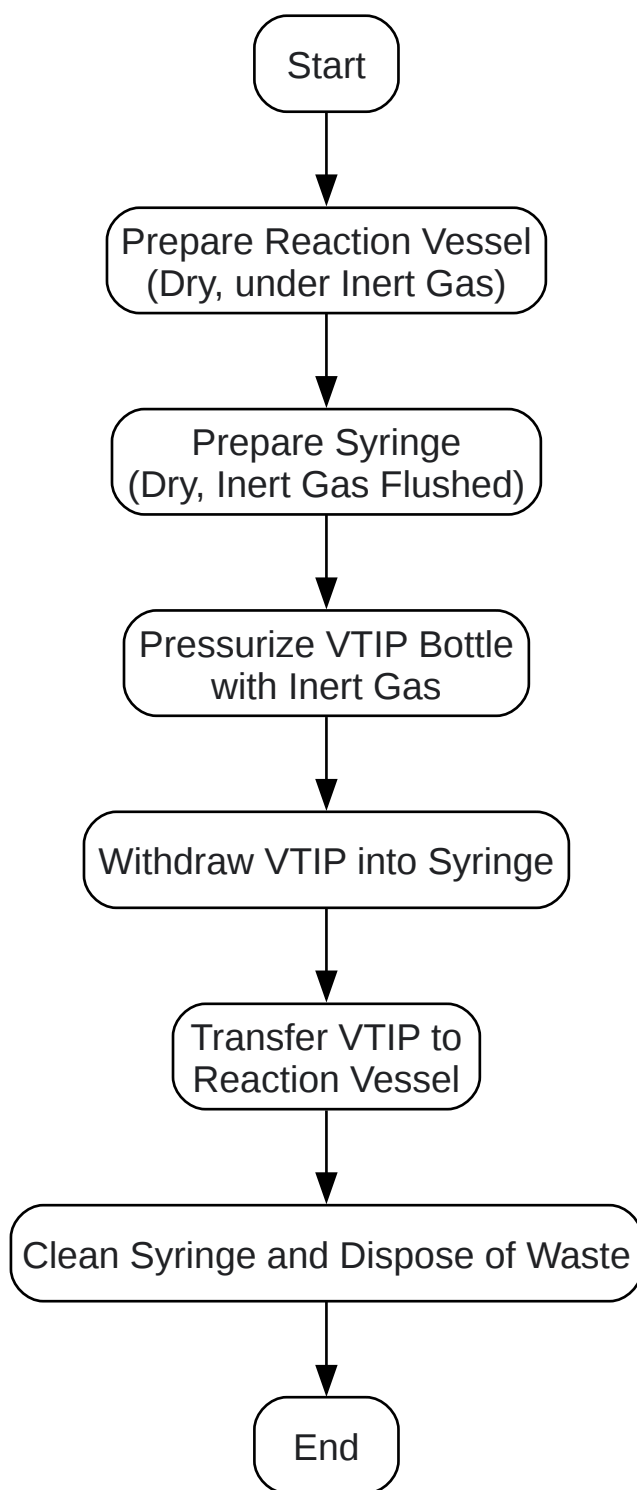 Start
Prepare Reaction Vessel
(Dry, under Inert Gas)
Prepare Syringe
(Dry, Inert Gas Flushed)
Pressurize VTIP Bottle
with Inert Gas
Withdraw VTIP into Syringe
Transfer VTIP to
Reaction Vessel
Clean Syringe and Dispose of Waste
End